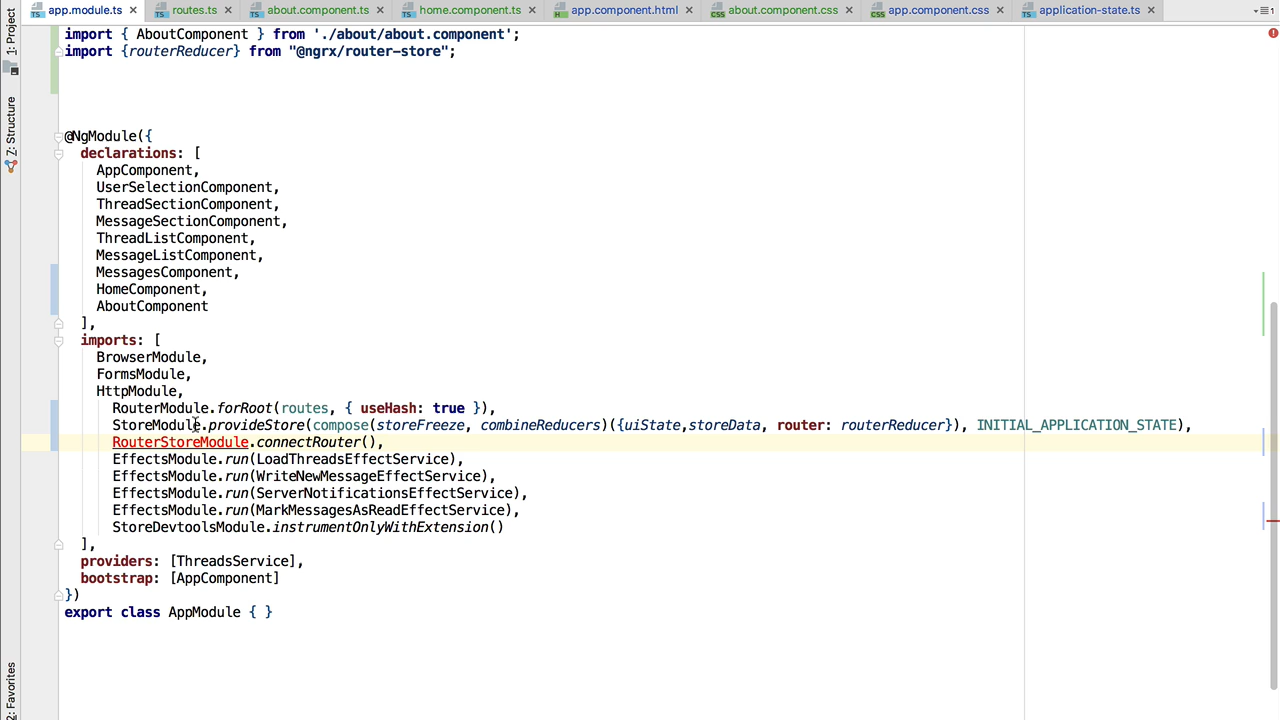 app.module.ts
routes.ts
about.component.ts
home.component.ts
app.component.html
about.component.css
app.component.css
application-state.ts
1
1: Project
Z: Structure
2: Favorites
import { AboutComponent } from './about/about.component';
import {routerReducer} from "@ngrx/router-store";
@NgModule({
declarations: [
AppComponent,
UserSelectionComponent,
ThreadSectionComponent,
MessageSectionComponent,
ThreadListComponent,
MessageListComponent,
MessagesComponent,
HomeComponent,
AboutComponent
],
imports: [
BrowserModule,
FormsModule,
HttpModule,
RouterModule.forRoot(routes, { useHash: true }),
StoreModule.provideStore(compose(storeFreeze, combineReducers)({uiState,storeData, router: routerReducer}), INITIAL_APPLICATION_STATE),
RouterStoreModule.connectRouter(),
EffectsModule.run(LoadThreadsEffectService),
EffectsModule.run(WriteNewMessageEffectService),
EffectsModule.run(ServerNotificationsEffectService),
EffectsModule.run(MarkMessagesAsReadEffectService),
StoreDevtoolsModule.instrumentOnlyWithExtension()
],
providers: [ThreadsService],
bootstrap: [AppComponent]
})
export class AppModule { }